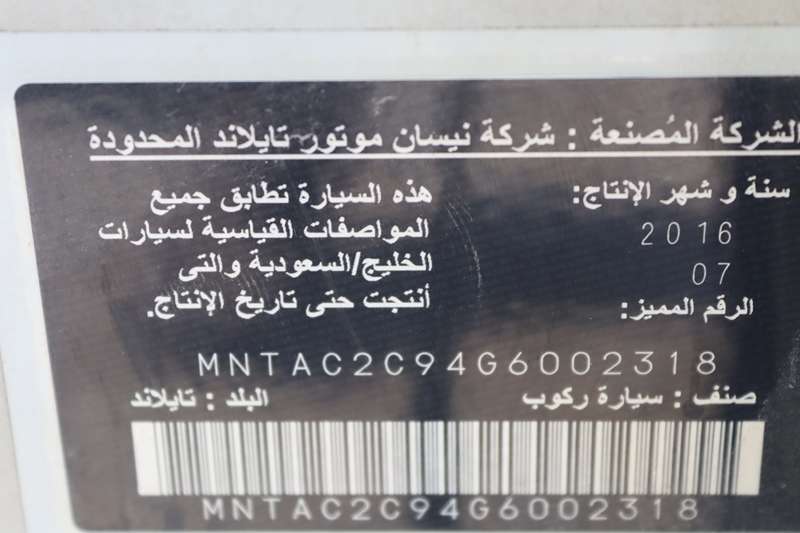 الشركة المُصنعة : شركة نيسان موتور تايلاند المحدودة
سنة و شهر الإنتاج:
2016
07
الرقم المميز:
هذه السيارة تطابق جميع
المواصفات القياسية لسيارات
الخليج/السعودية والتى
أنتجت حتى تاريخ الإنتاج.
MNTAC2C94G6002318
صنف : سيارة ركوب البلد : تايلاند
MNTAC2C94G6002318